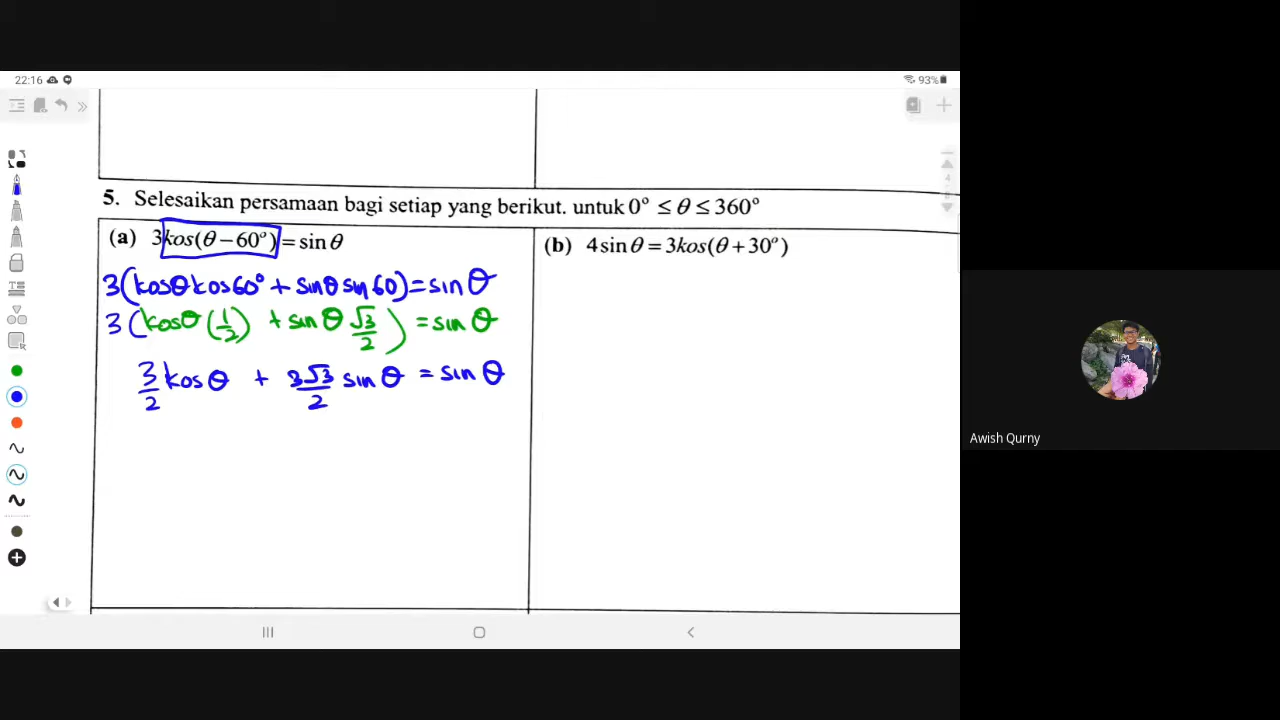 22:16 93%
5. Selesaikan persamaan bagi setiap yang berikut. untuk 0° ≤ θ ≤ 360°
(a) 3kos(θ − 60°) = sin θ
(b) 4 sin θ = 3kos(θ + 30°)
3(kosθ kos60° + sinθ sin 60) = sin θ
3(kosθ (1/2) + sin θ √3/2) = sin θ
3/2 kos θ + 3√3/2 sin θ = sin θ
4
Awish Qurny